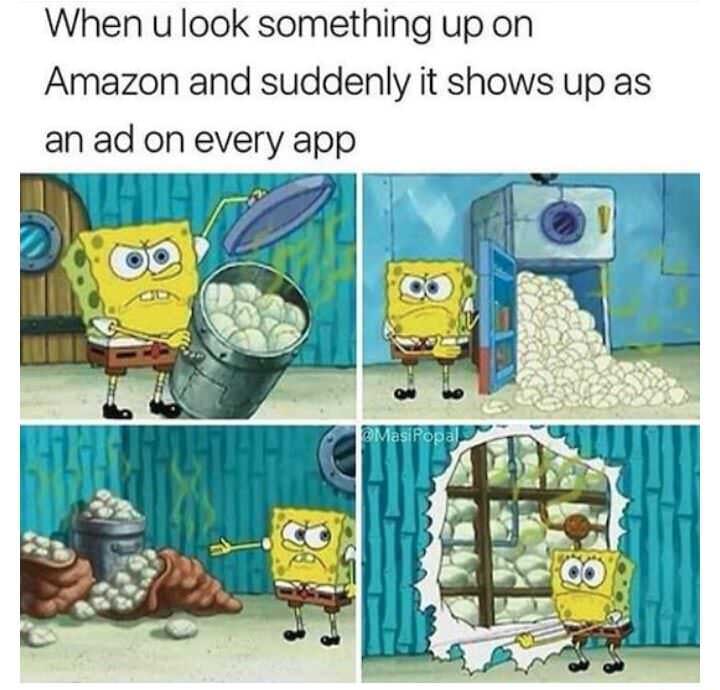 When u look something up on
Amazon and suddenly it shows up as
an ad on every app
@MasiPopal